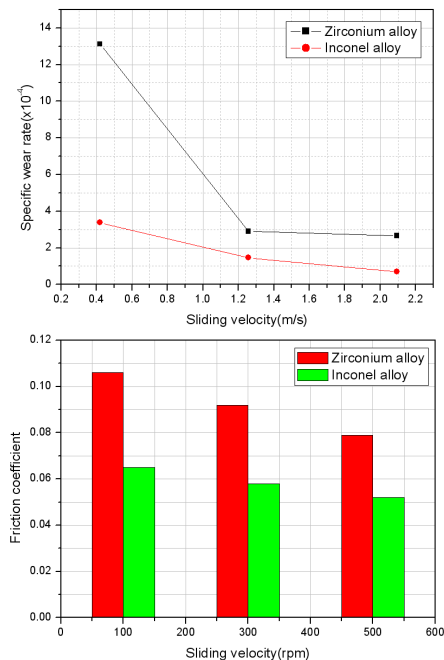 Zirconium alloy
Inconel alloy
Specific wear rate(x10⁻⁴)
14
12
10
8
6
4
2
0
0.2 0.4 0.6 0.8 1.0 1.2 1.4 1.6 1.8 2.0 2.2
Sliding velocity(m/s)
Zirconium alloy
Inconel alloy
Friction coefficient
0.12
0.10
0.08
0.06
0.04
0.02
0.00
0 100 200 300 400 500 600
Sliding velocity(rpm)